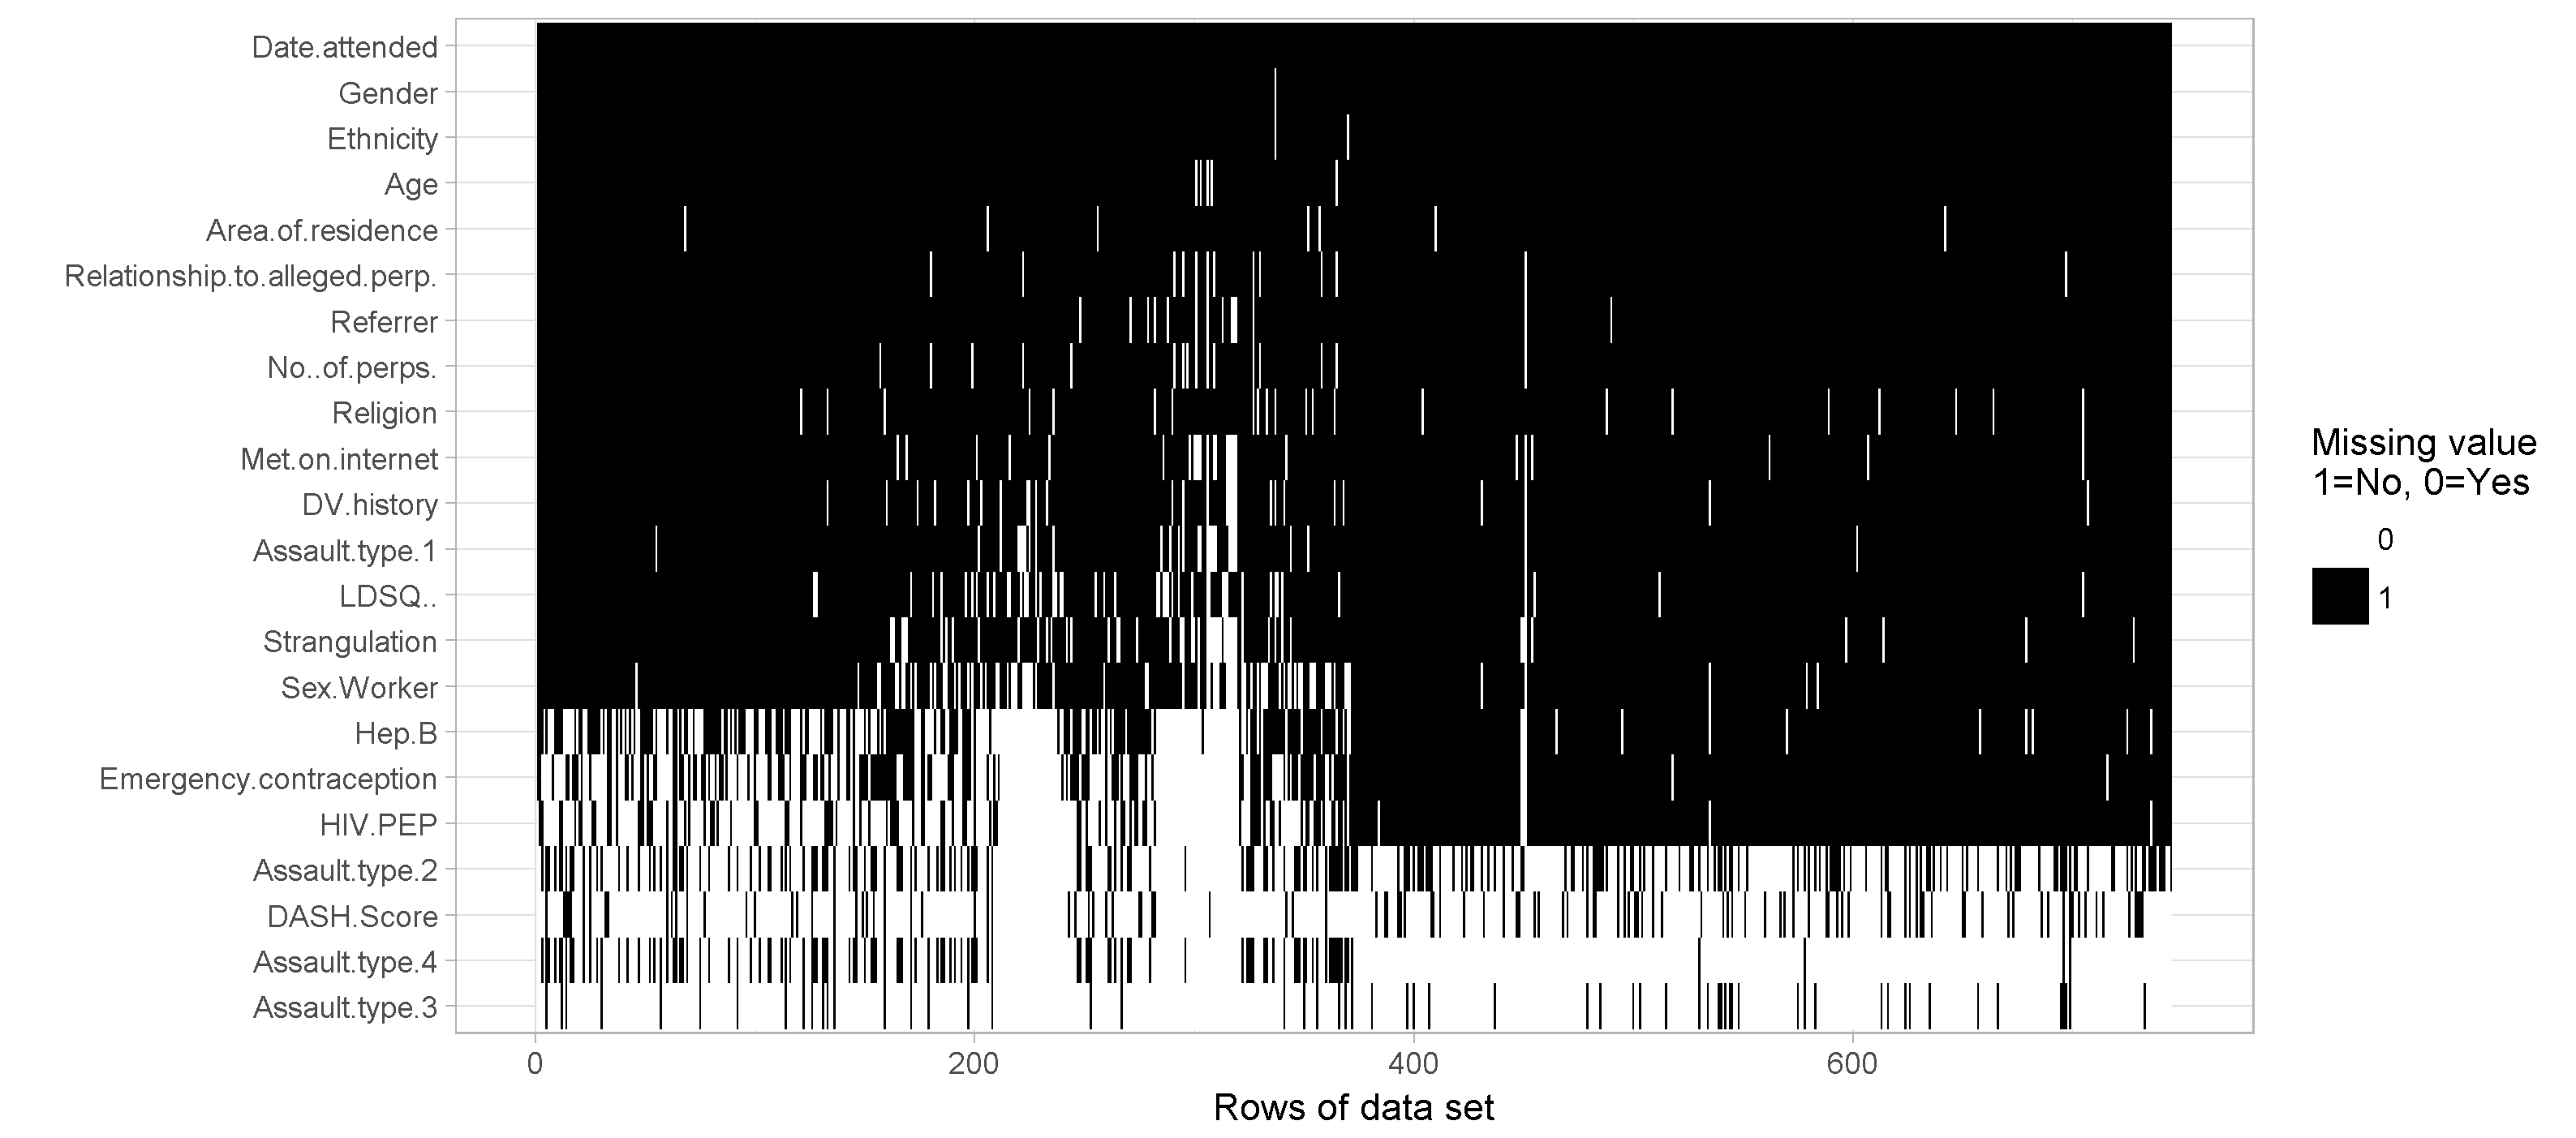 Date.attended
Gender
Ethnicity
Age
Area.of.residence
Relationship.to.alleged.perp.
Referrer
No..of.perps.
Religion
Met.on.internet
DV.history
Assault.type.1
LDSQ..
Strangulation
Sex.Worker
Hep.B
Emergency.contraception
HIV.PEP
Assault.type.2
DASH.Score
Assault.type.4
Assault.type.3
0 200 400 600
Rows of data set
Missing value
1=No, 0=Yes
0
1